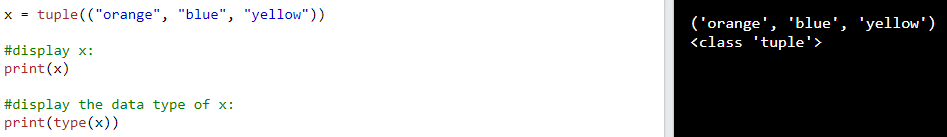 x = tuple(("orange", "blue", "yellow"))
#display x:
print(x)
#display the data type of x:
print(type(x))
('orange', 'blue', 'yellow')
<class 'tuple'>